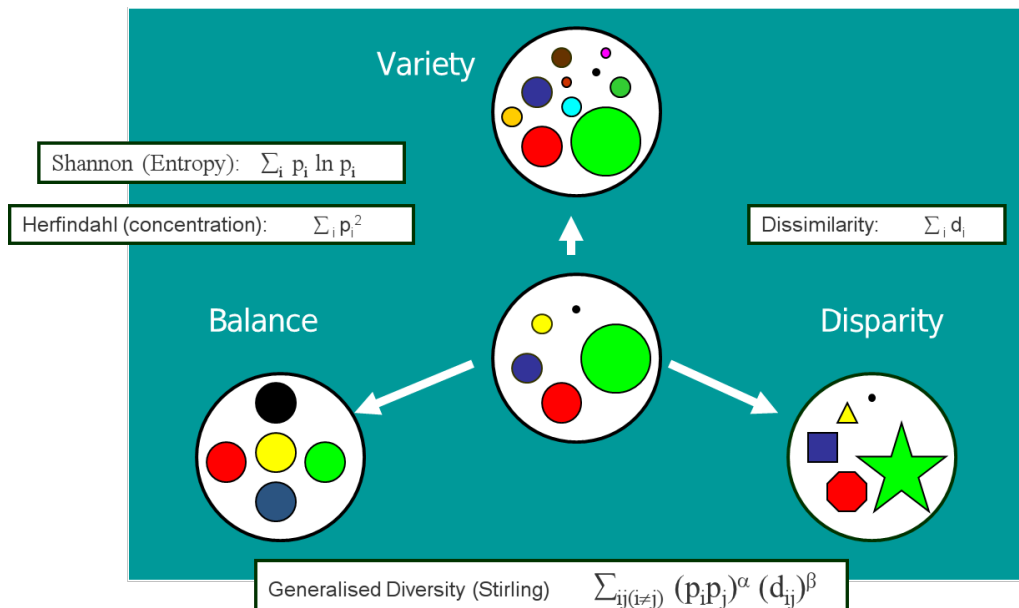 Variety
Shannon (Entropy): ∑i pi ln pi
Herfindahl (concentration): ∑i pi²
Dissimilarity: ∑i di
Balance
Disparity
Generalised Diversity (Stirling) ∑ij(i≠j) (pipj)^α (dij)^β